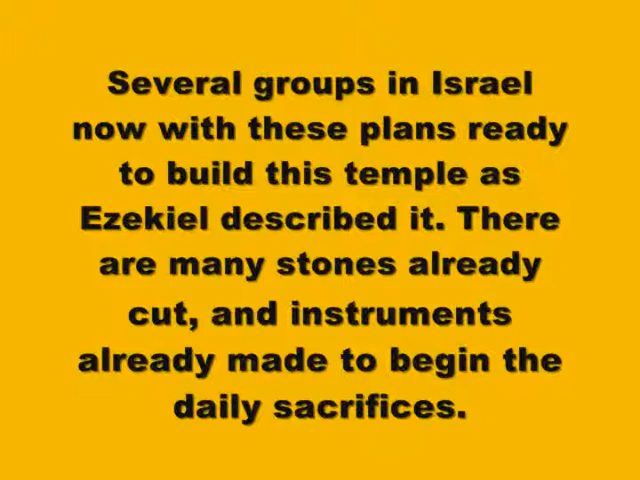 Several groups in Israel
now with these plans ready
to build this temple as
Ezekiel described it. There
are many stones already
cut, and instruments
already made to begin the
daily sacrifices.